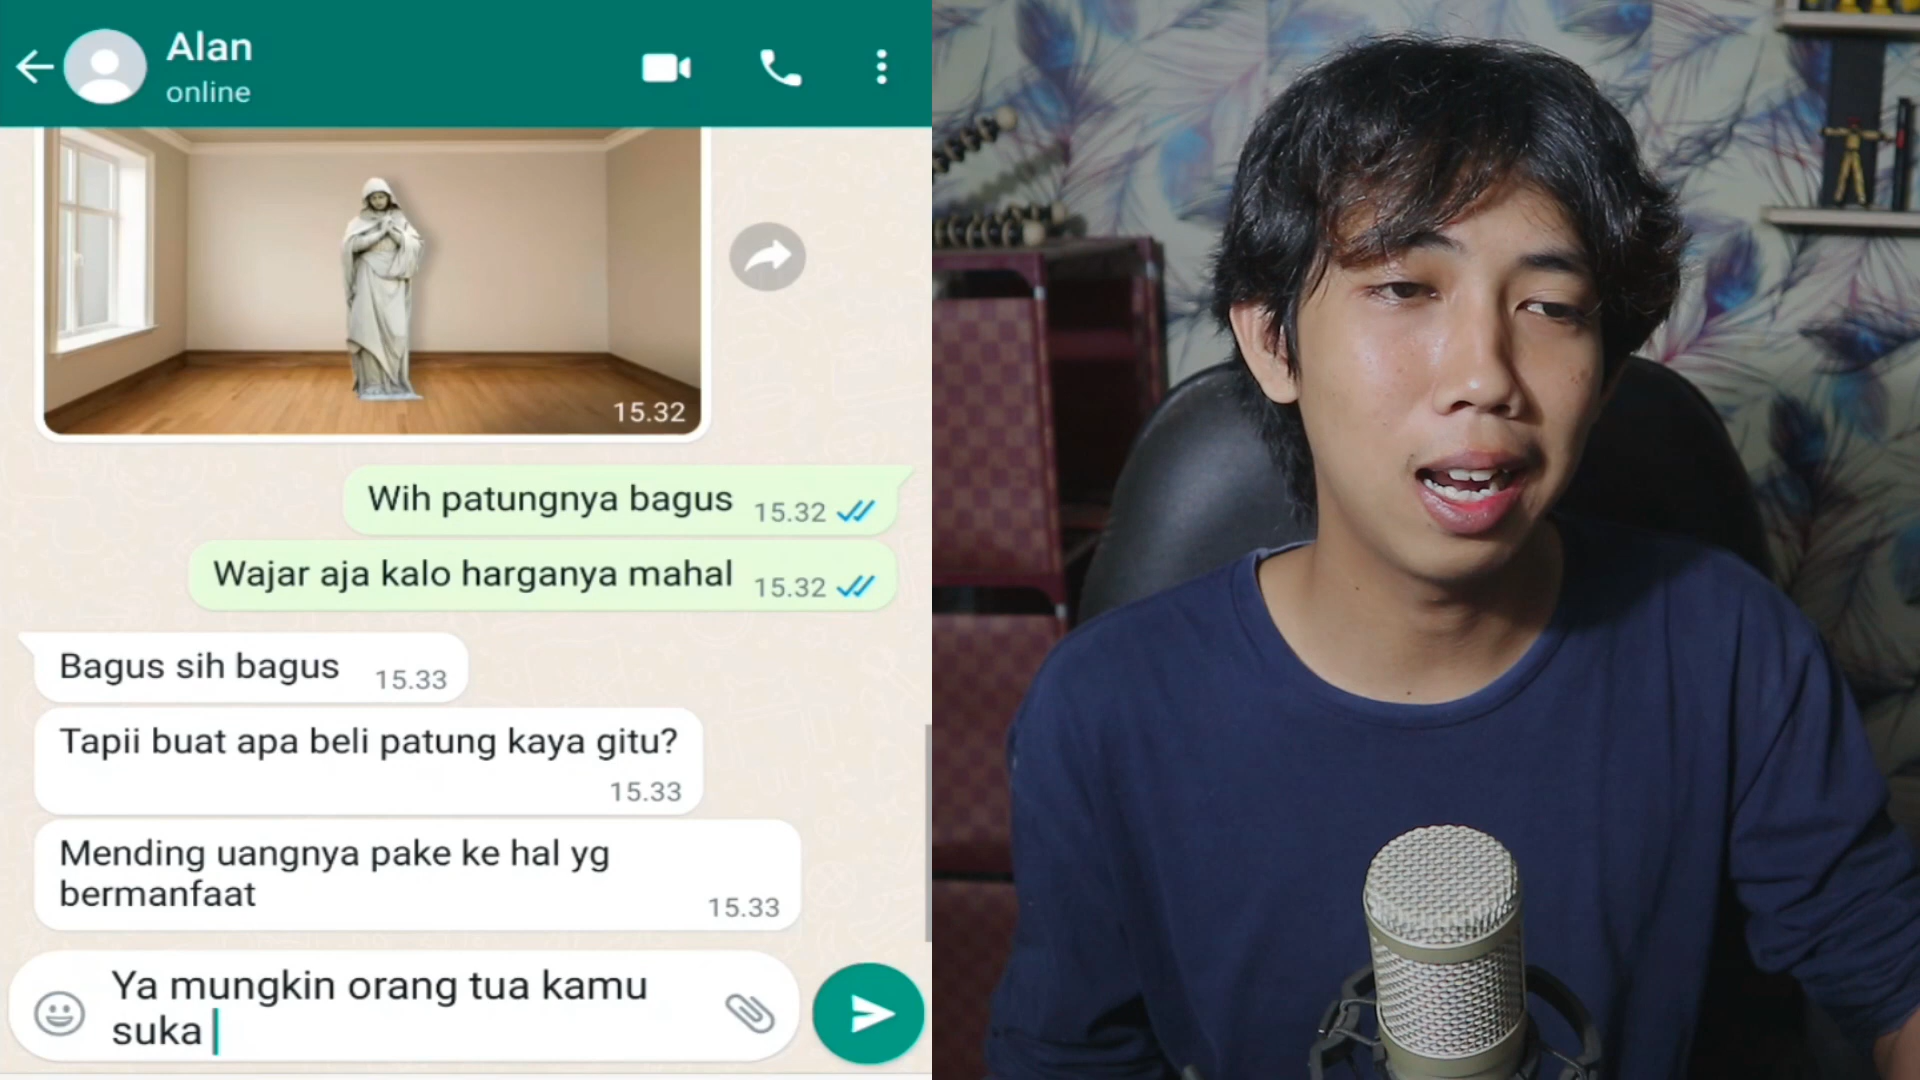 Alan
online
15.32
Wih patungnya bagus 15.32
Wajar aja kalo harganya mahal 15.32
Bagus sih bagus 15.33
Tapii buat apa beli patung kaya gitu?
15.33
Mending uangnya pake ke hal yg
bermanfaat
15.33
Ya mungkin orang tua kamu
suka